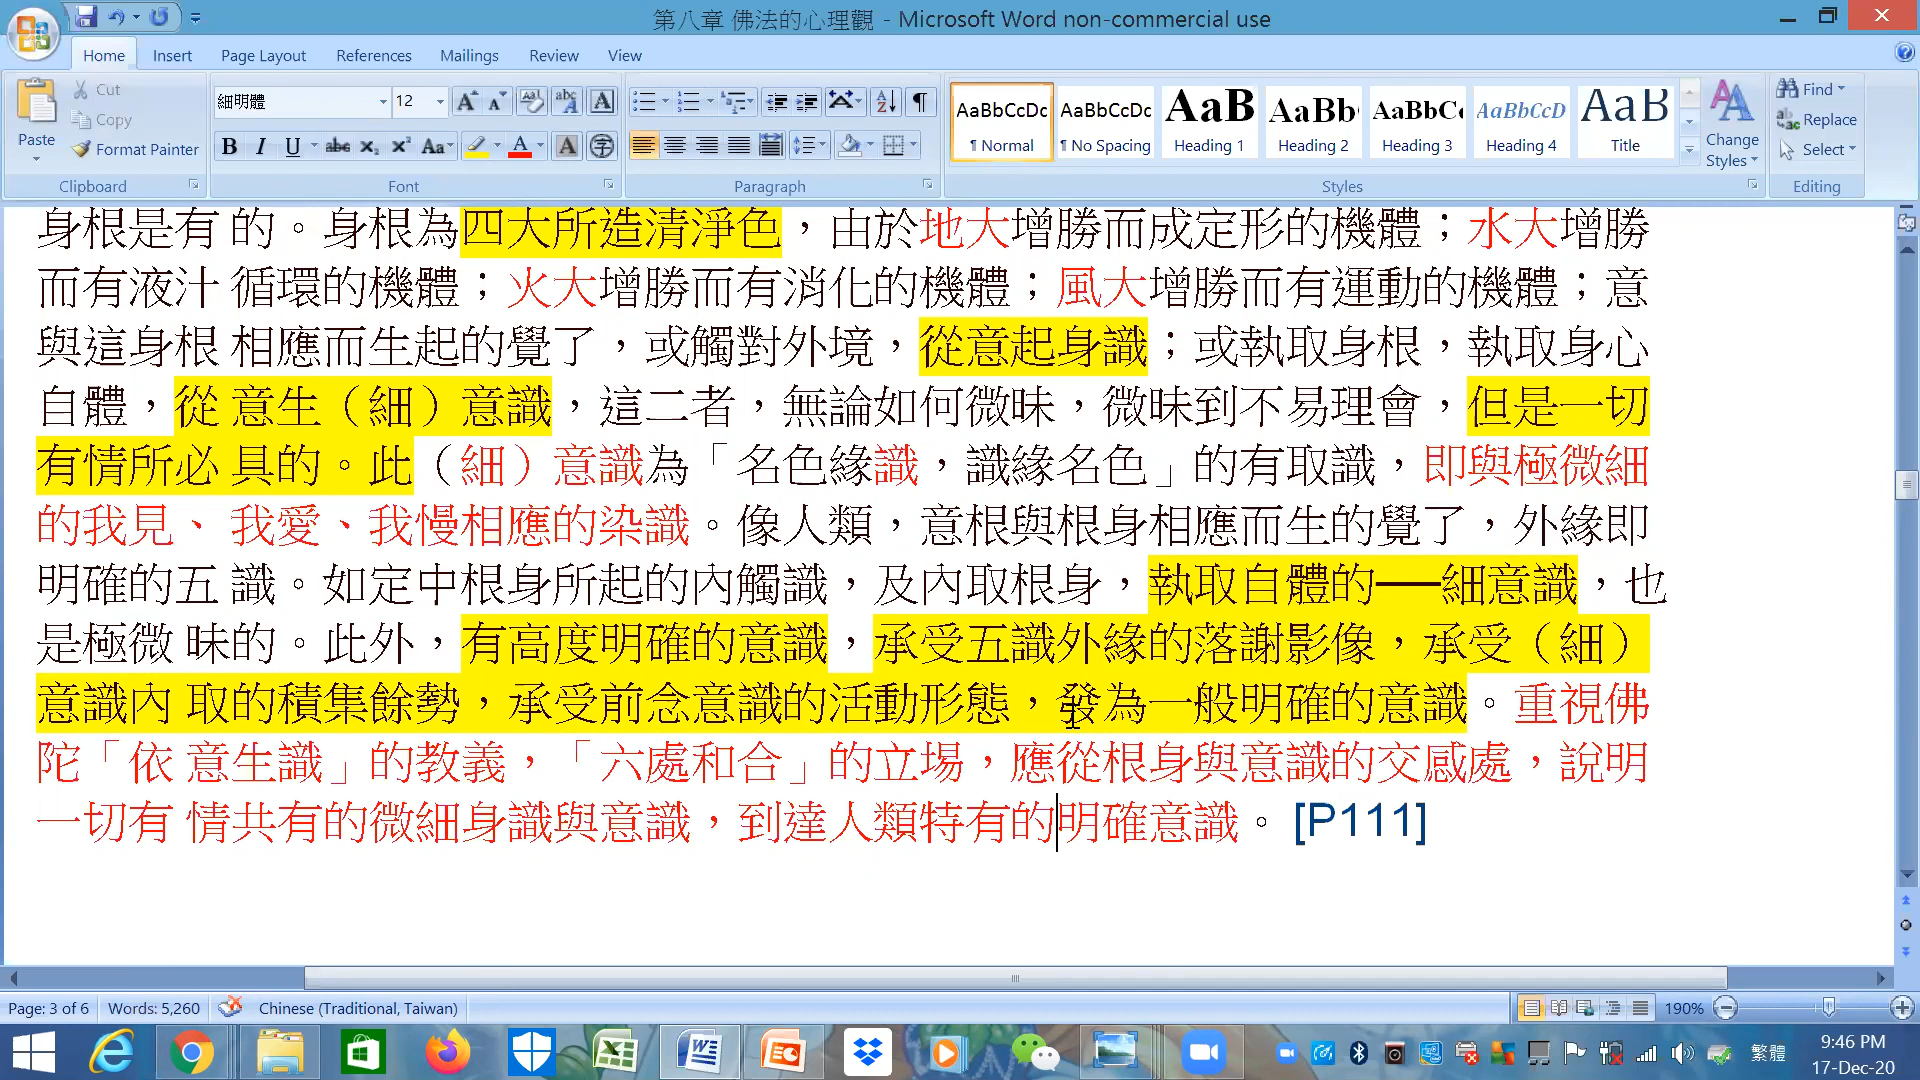 第八章 佛法的心理觀 - Microsoft Word non-commercial use
Home Insert Page Layout References Mailings Review View
Paste Cut Copy Format Painter
細明體 12
AaBbCcDc AaBbCcDc AaB AaBb AaBbCc AaBbCcD AaB
¶ Normal ¶ No Spacing Heading 1 Heading 2 Heading 3 Heading 4 Title
Change Styles
Find Replace Select
Clipboard Font Paragraph Styles Editing
身根是有 的。身根為四大所造清淨色，由於地大增勝而成定形的機體；水大增勝
而有液汁 循環的機體；火大增勝而有消化的機體；風大增勝而有運動的機體；意
與這身根 相應而生起的覺了，或觸對外境，從意起身識；或執取身根，執取身心
自體，從 意生（細）意識，這二者，無論如何微昧，微昧到不易理會，但是一切
有情所必 具的。此（細）意識為「名色緣識，識緣名色」的有取識，即與極微細
的我見、 我愛、我慢相應的染識。像人類，意根與根身相應而生的覺了，外緣即
明確的五 識。如定中根身所起的內觸識，及內取根身，執取自體的──細意識，也
是極微 昧的。此外，有高度明確的意識，承受五識外緣的落謝影像，承受（細）
意識內 取的積集餘勢，承受前念意識的活動形態，發為一般明確的意識。重視佛
陀「依 意生識」的教義，「六處和合」的立場，應從根身與意識的交感處，說明
一切有 情共有的微細身識與意識，到達人類特有的明確意識。 [P111]
Page: 3 of 6 Words: 5,260 Chinese (Traditional, Taiwan) 190%
繁體 9:46 PM
17-Dec-20